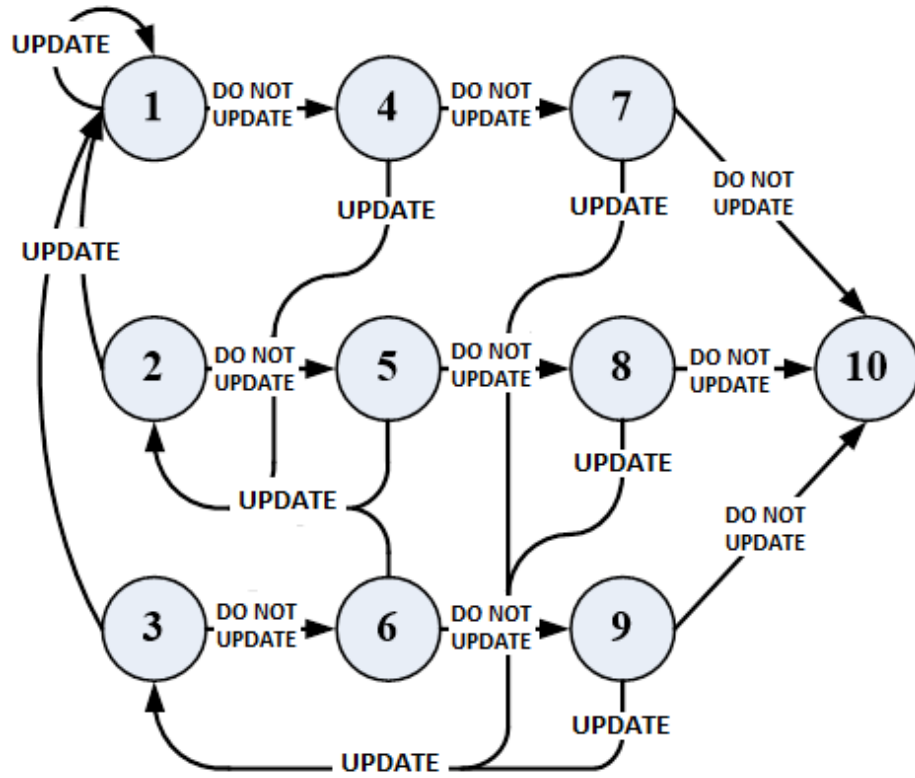 UPDATE
1
DO NOT
UPDATE
4
DO NOT
UPDATE
7
DO NOT
UPDATE
UPDATE
UPDATE
UPDATE
2
DO NOT
UPDATE
5
DO NOT
UPDATE
8
DO NOT
UPDATE
10
UPDATE
UPDATE
DO NOT
UPDATE
3
DO NOT
UPDATE
6
DO NOT
UPDATE
9
UPDATE
UPDATE